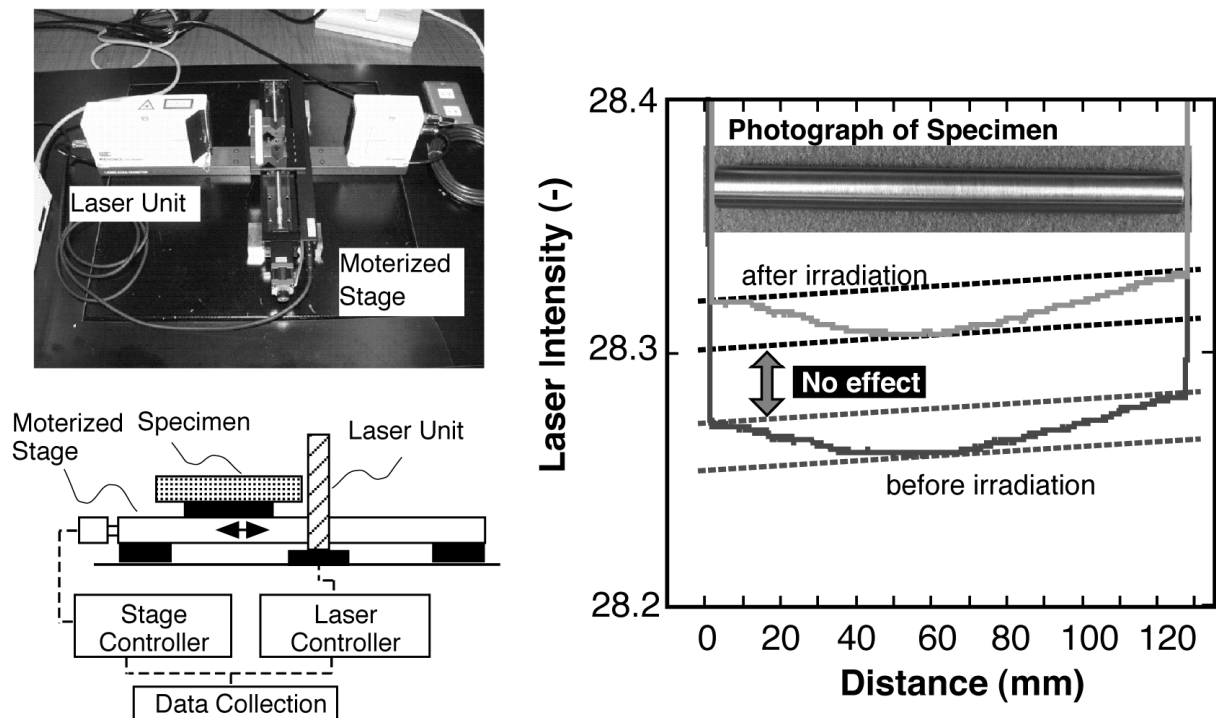 Laser Unit
Moterized
Stage
Moterized
Stage
Specimen
Laser Unit
Stage
Controller
Laser
Controller
Data Collection
28.4
28.3
28.2
Laser Intensity (-)
Photograph of Specimen
after irradiation
No effect
before irradiation
0
20
40
60
80
100
120
Distance (mm)